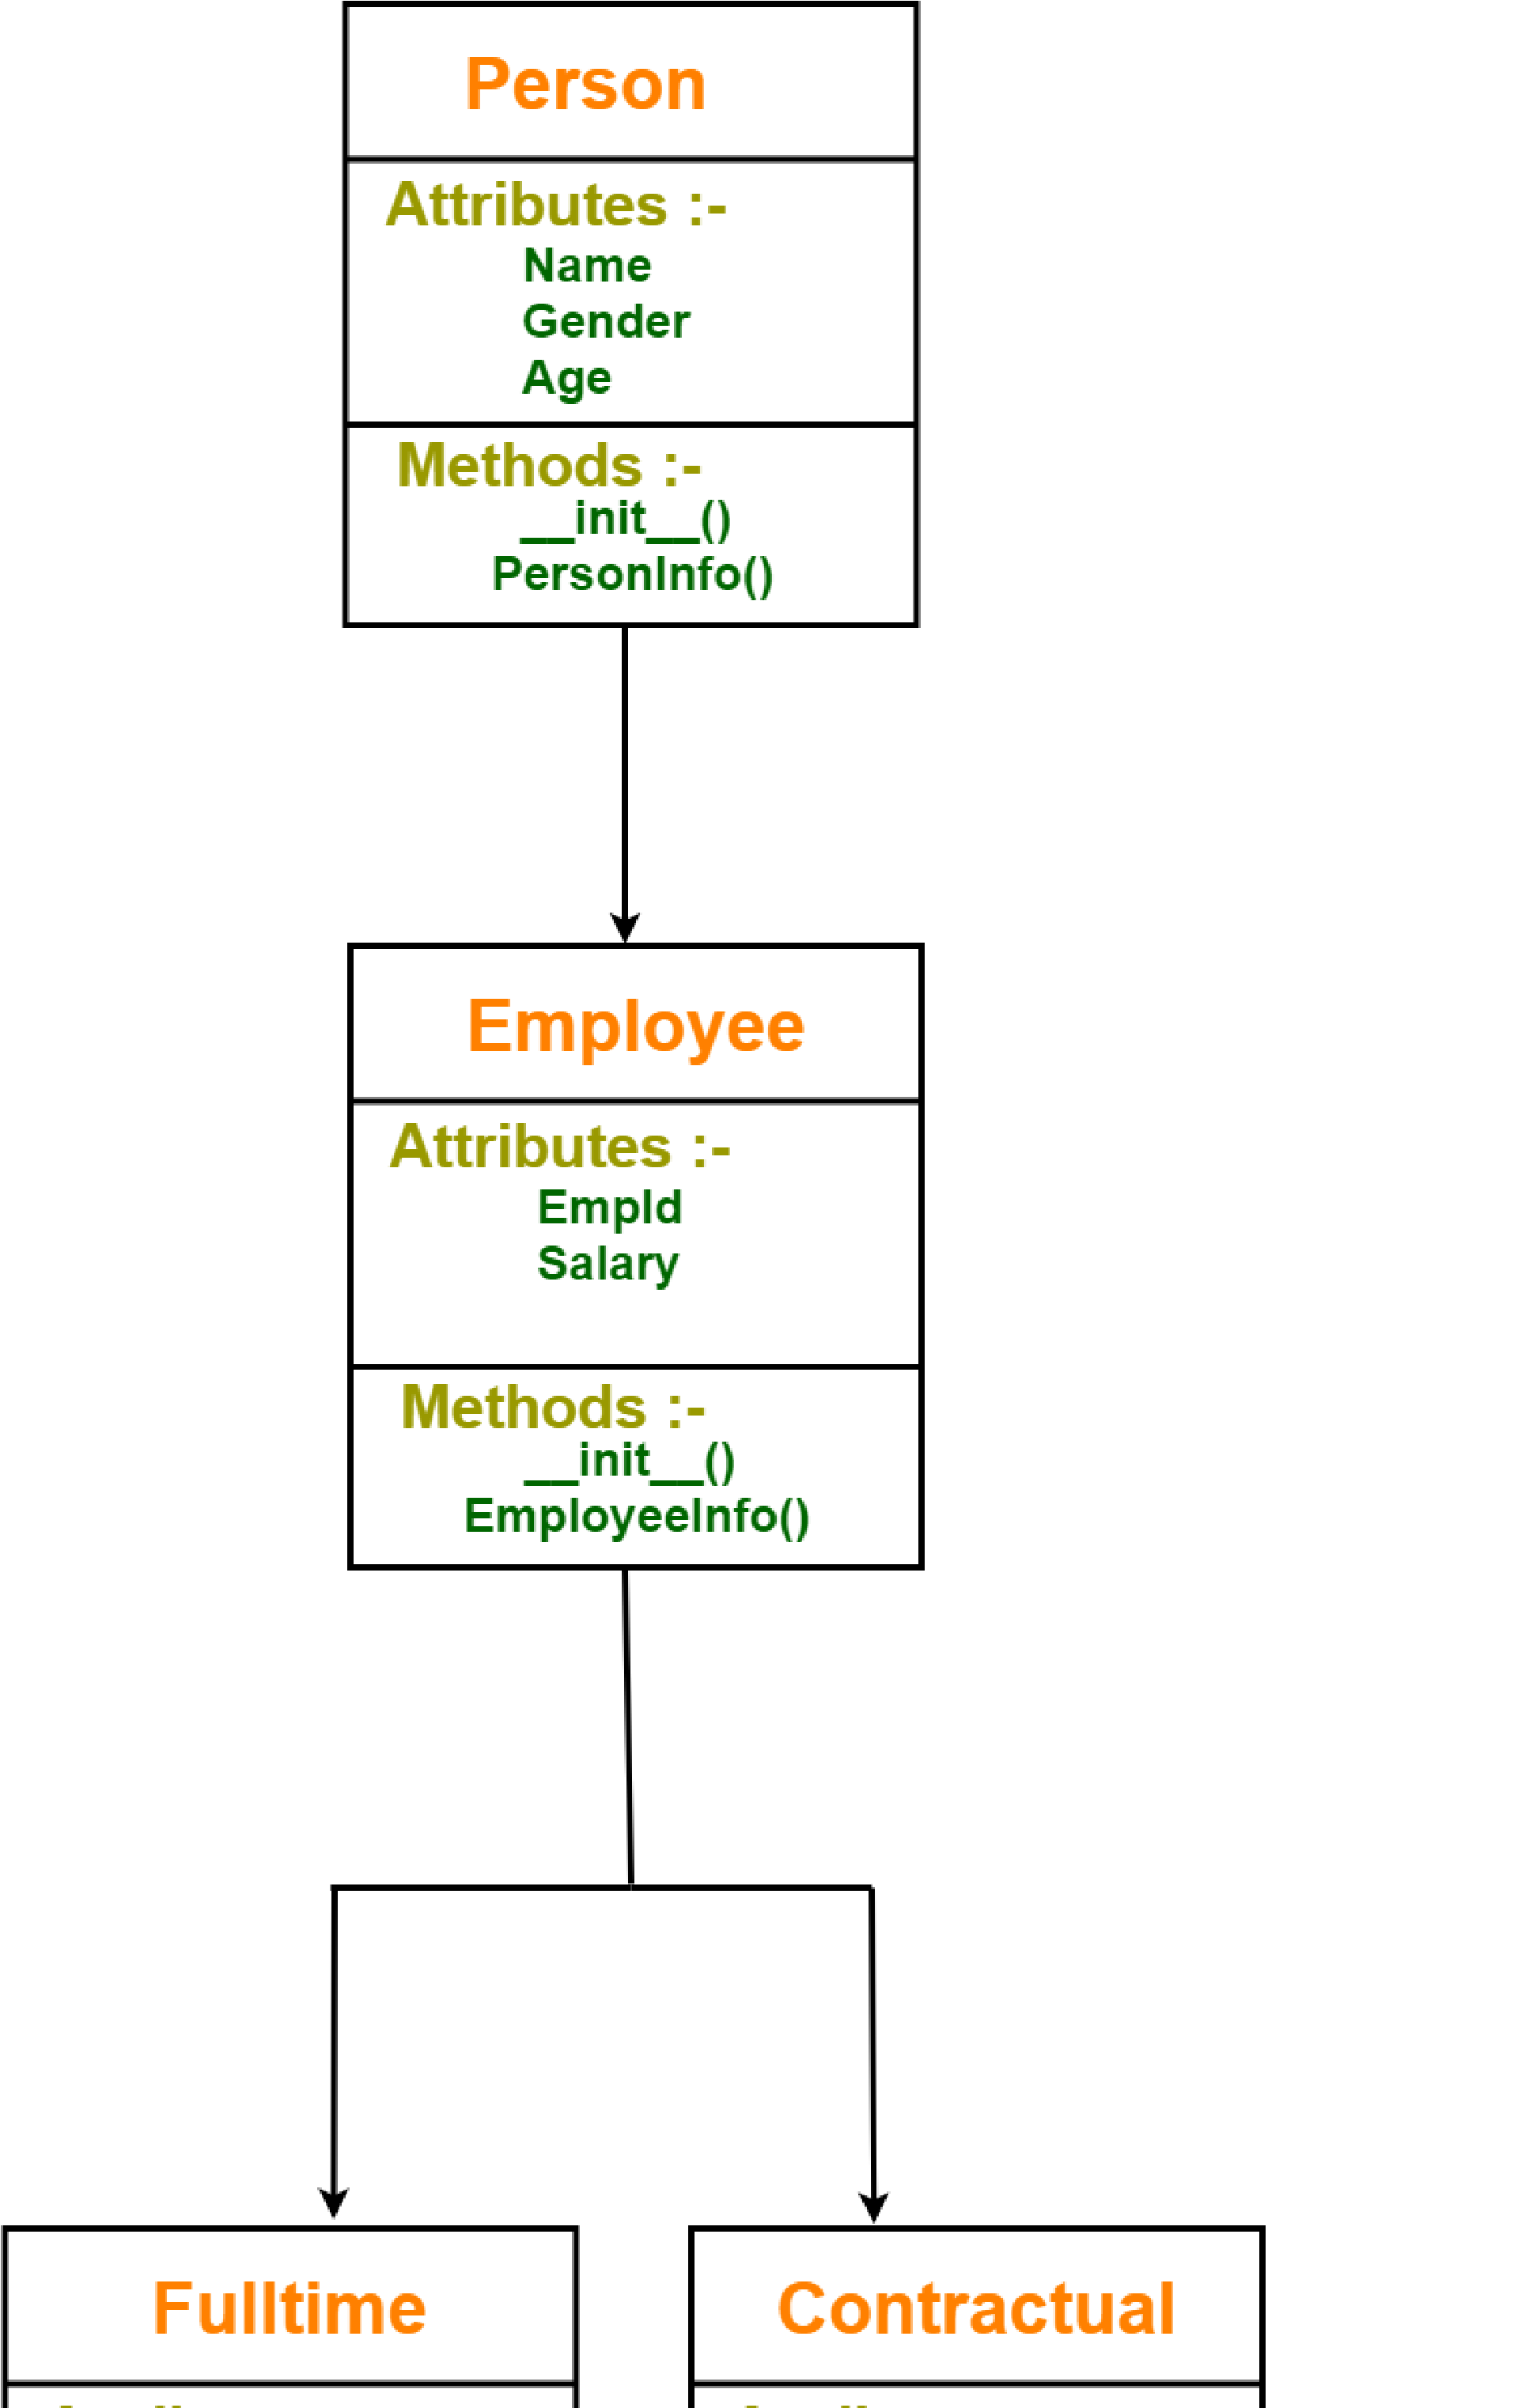 Person
Attributes :-
Name
Gender
Age
Methods :-
__init__()
PersonInfo()
Employee
Attributes :-
EmpId
Salary
Methods :-
__init__()
EmployeeInfo()
Fulltime
Contractual